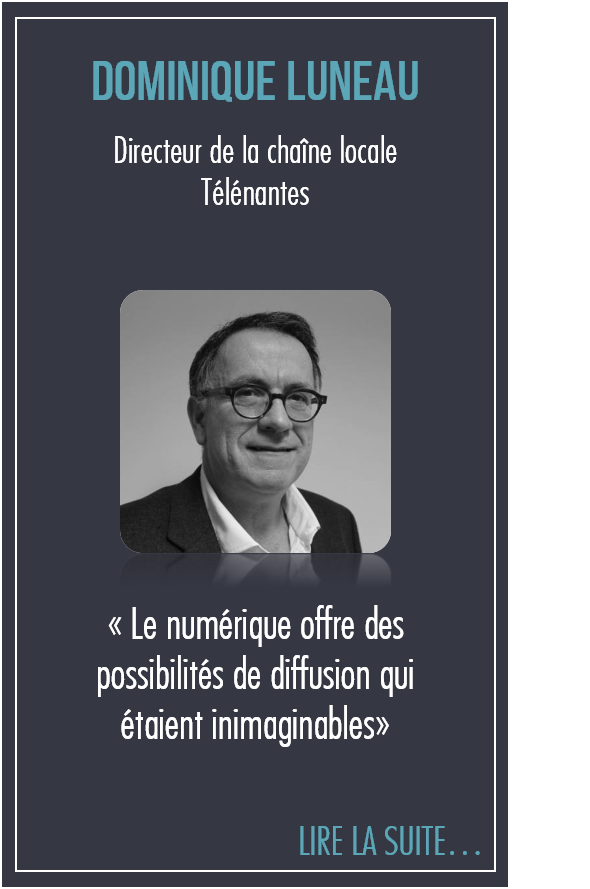 DOMINIQUE LUNEAU
Directeur de la chaîne locale
Télénantes
« Le numérique offre des
possibilités de diffusion qui
étaient inimaginables»
LIRE LA SUITE...